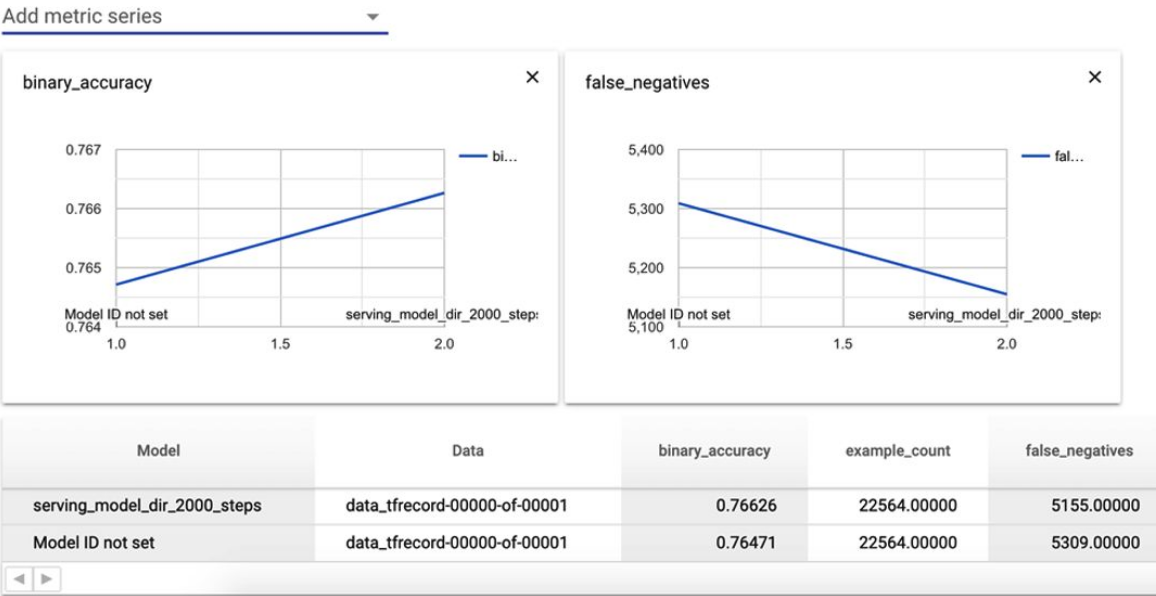 Add metric series
binary_accuracy
false_negatives
0.767
bi...
0.766
0.765
Model ID not set
serving_model_dir_2000_step
0.764
1.0
1.5
2.0
5,400
fal...
5,300
5,200
Model ID not set
serving_model_dir_2000_step
5,100
1.0
1.5
2.0
Model Data binary_accuracy example_count false_negatives
serving_model_dir_2000_steps data_tfrecord-00000-of-00001 0.76626 22564.00000 5155.00000
Model ID not set data_tfrecord-00000-of-00001 0.76471 22564.00000 5309.00000